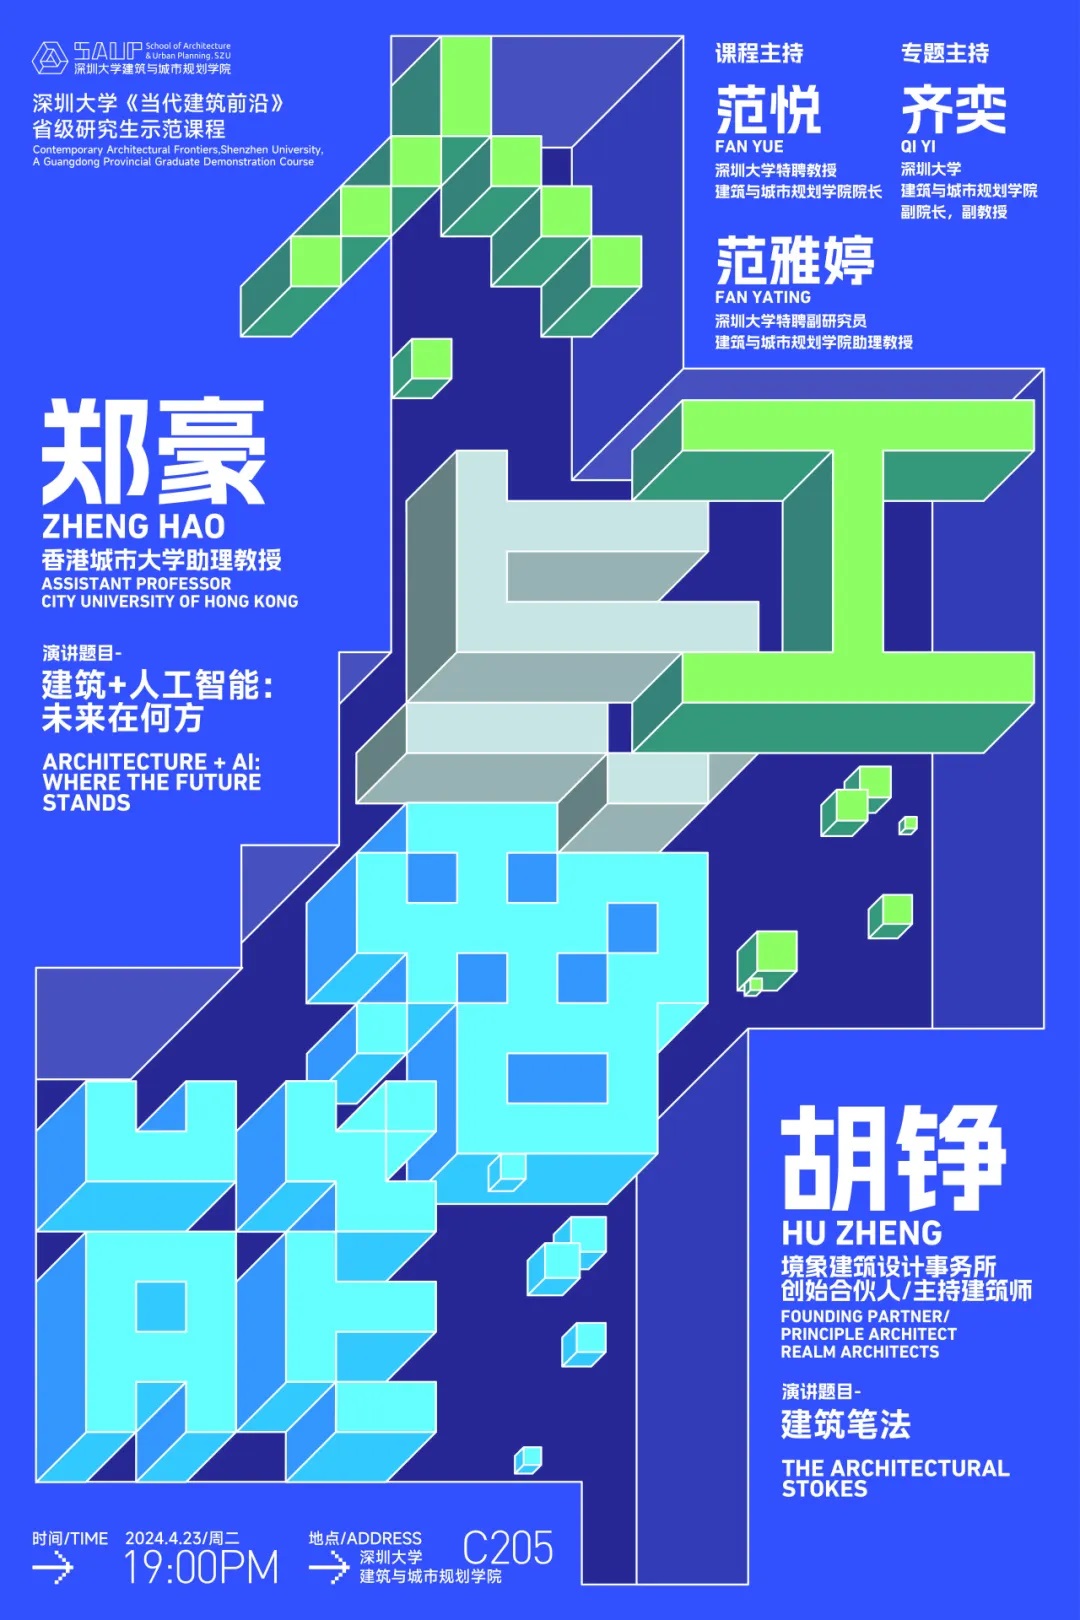 SAUP School of Architecture
& Urban Planning, SZU
深圳大学建筑与城市规划学院
深圳大学《当代建筑前沿》
省级研究生示范课程
Contemporary Architectural Frontiers,Shenzhen University,
A Guangdong Provincial Graduate Demonstration Course
课程主持
范悦
FAN YUE
深圳大学特聘教授
建筑与城市规划学院院长
专题主持
齐奕
QI YI
深圳大学
建筑与城市规划学院
副院长，副教授
范雅婷
FAN YATING
深圳大学特聘副研究员
建筑与城市规划学院助理教授
人工
智能
与
郑豪
ZHENG HAO
香港城市大学助理教授
ASSISTANT PROFESSOR
CITY UNIVERSITY OF HONG KONG
演讲题目-
建筑+人工智能：
未来在何方
ARCHITECTURE + AI:
WHERE THE FUTURE
STANDS
胡铮
HU ZHENG
境象建筑设计事务所
创始合伙人/主持建筑师
FOUNDING PARTNER/
PRINCIPLE ARCHITECT
REALM ARCHITECTS
演讲题目-
建筑笔法
THE ARCHITECTURAL
STOKES
时间/TIME
2024.4.23/周二
19:00PM
地点/ADDRESS
深圳大学
建筑与城市规划学院
C205